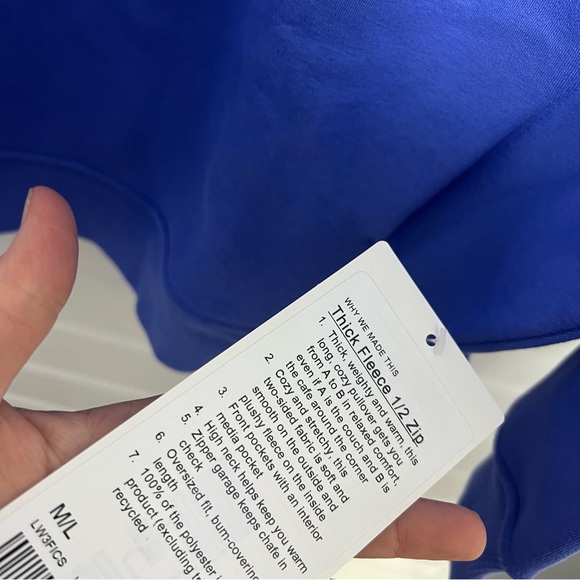 WHY WE MADE THIS
Thick Fleece 1/2 Zip
1. Thick, weighty and warm, this
long, cozy pullover gets you
from A to B in relaxed comfort,
even if A is the couch and B is
the cafe around the corner
2. Cozy and stretchy, this
two-sided fabric is soft and
smooth on the outside and
plushy fleece on the inside
3. Front pockets with an interior
media pocket
4. High neck helps keep you warm
5. Zipper garage keeps chafe in
check
6. Oversized fit, bum-covering
length
7. 100% of the polyester
product (excluding
recycled
M/L
LW3FICS